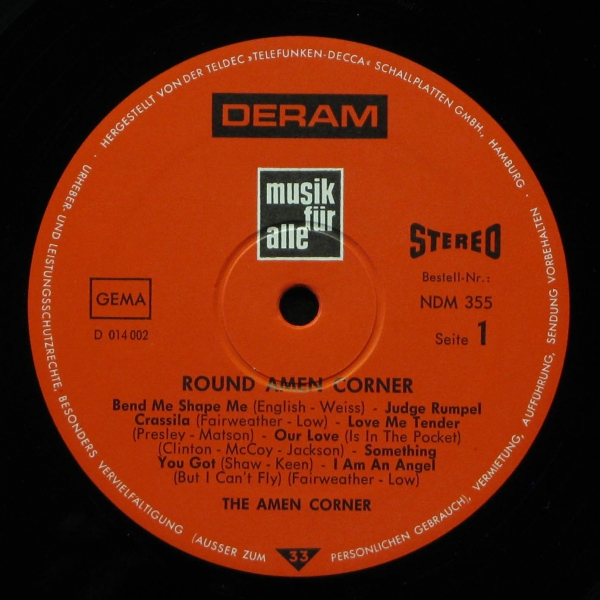 · HERGESTELLT VON DER TELDEC »TELEFUNKEN-DECCA« SCHALLPLATTEN GMBH., HAMBURG ·
DERAM
musik
für
alle
STEREO
Bestell-Nr.:
NDM 355
Seite 1
GEMA
D 014 002
ROUND AMEN CORNER
Bend Me Shape Me (English - Weiss) - Judge Rumpel
Crassila (Fairweather - Low) - Love Me Tender
(Presley - Matson) - Our Love (Is In The Pocket)
(Clinton - McCoy - Jackson) - Something
You Got (Shaw - Keen) - I Am An Angel
(But I Can't Fly) (Fairweather - Low)
THE AMEN CORNER
33
URHEBER- UND LEISTUNGSSCHUTZRECHTE, BESONDERS VERVIELFÄLTIGUNG (AUSSER ZUM PERSÖNLICHEN GEBRAUCH), VERMIETUNG, AUFFÜHRUNG, SENDUNG VORBEHALTEN